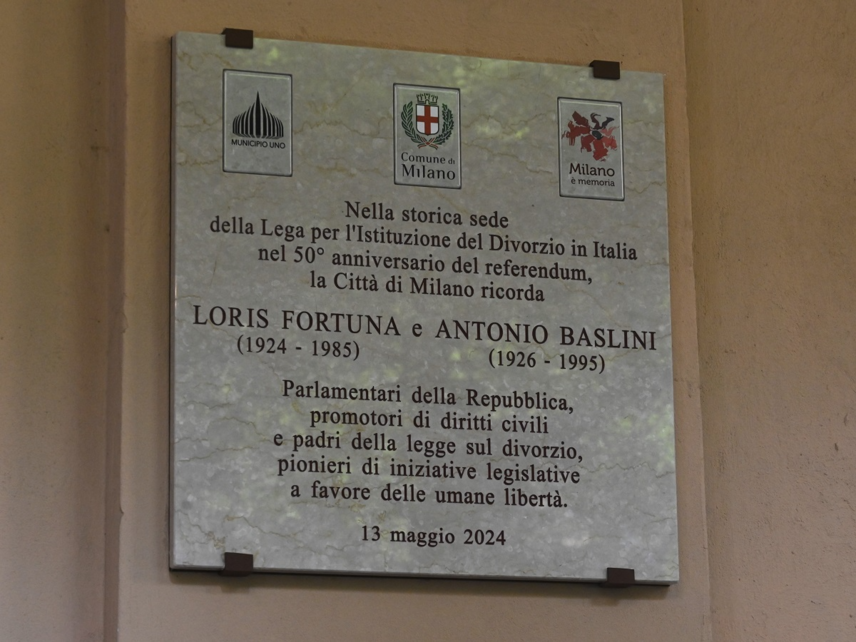 MUNICIPIO UNO
Comune di
Milano
Milano
è memoria
Nella storica sede
della Lega per l'Istituzione del Divorzio in Italia
nel 50° anniversario del referendum,
la Città di Milano ricorda
LORIS FORTUNA e ANTONIO BASLINI
(1924 - 1985) (1926 - 1995)
Parlamentari della Repubblica,
promotori di diritti civili
e padri della legge sul divorzio,
pionieri di iniziative legislative
a favore delle umane libertà.
13 maggio 2024